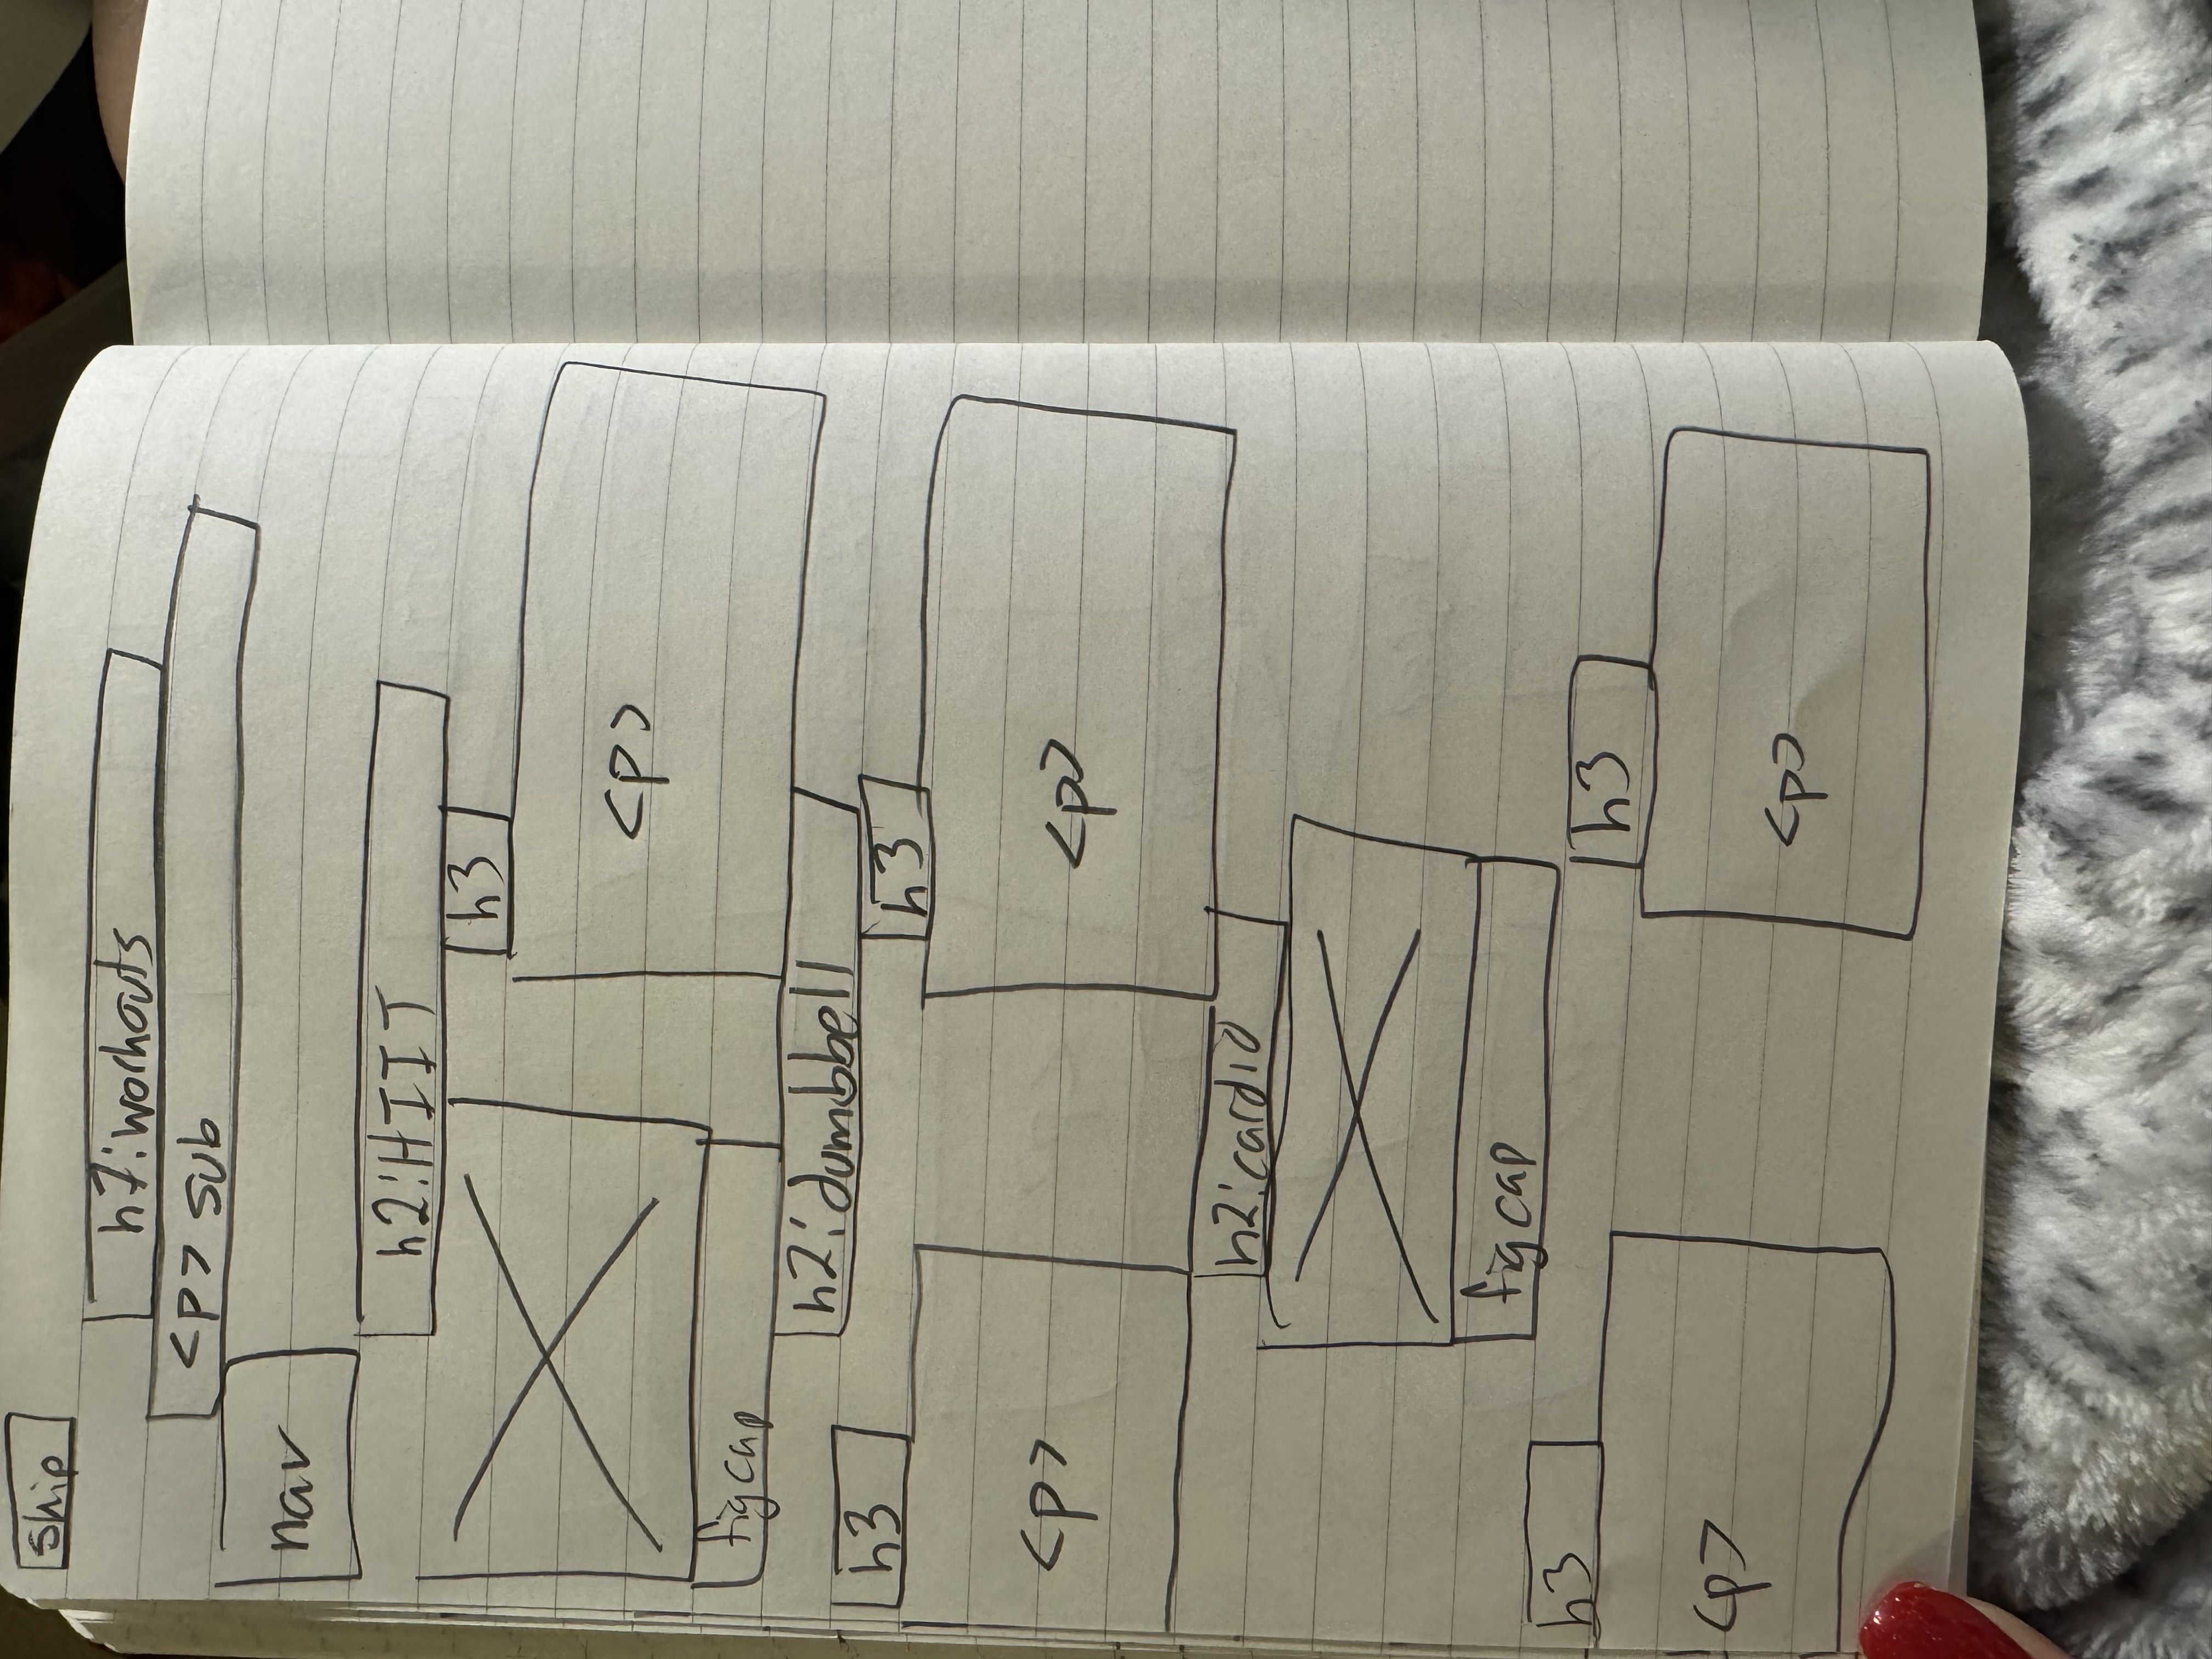 skip
h1: workouts
<p> sub
nav
h2: HIIT
h3
<p>
figcap
h2: dumbbell
h3
h3
<p>
<p>
h2: cardio
figcap
h3
h3
<p>
<p>